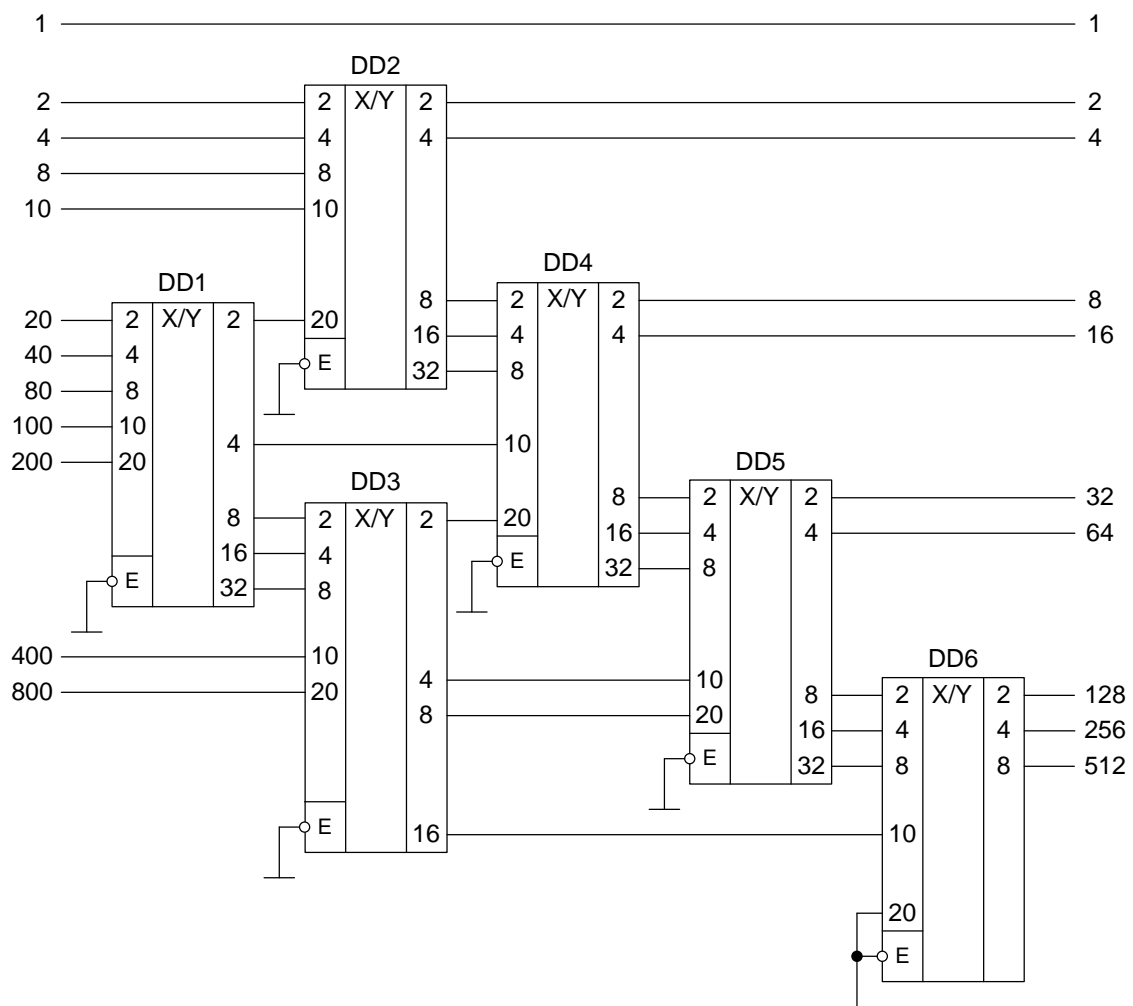 1 1
DD2
2 2 X/Y 2 2
4 4 4 4
8 8
10 10
DD4
DD1
8 2 X/Y 2 8
20 2 X/Y 2 20
16 4 4 16
40 4 E
32 8
80 8
100 10
4 10
200 20
DD5
DD3
8 2 X/Y 2 32
8 2 X/Y 2 20
16 4 4 64
16 4 E
32 8
E 32 8
400 10
DD6
800 20
4 10
8 2 X/Y 2 128
8 20
16 4 4 256
E
32 8 8 512
E 16 10
20
E